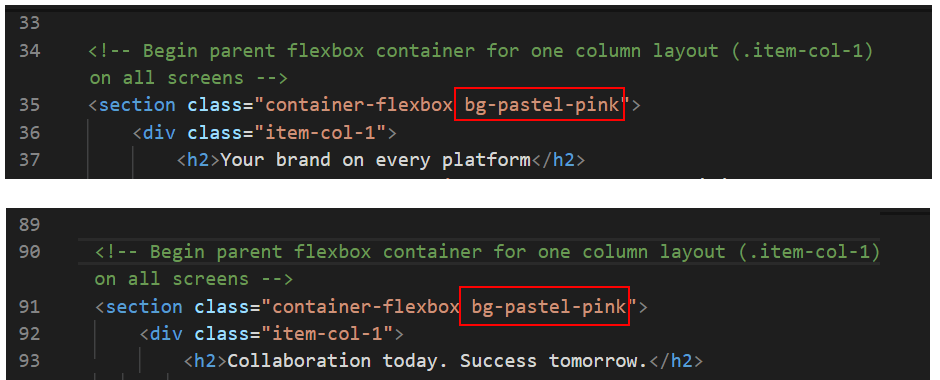 33
34 <!-- Begin parent flexbox container for one column layout (.item-col-1)
on all screens -->
35 <section class="container-flexbox bg-pastel-pink">
36 <div class="item-col-1">
37 <h2>Your brand on every platform</h2>
89
90 <!-- Begin parent flexbox container for one column layout (.item-col-1)
on all screens -->
91 <section class="container-flexbox bg-pastel-pink">
92 <div class="item-col-1">
93 <h2>Collaboration today. Success tomorrow.</h2>